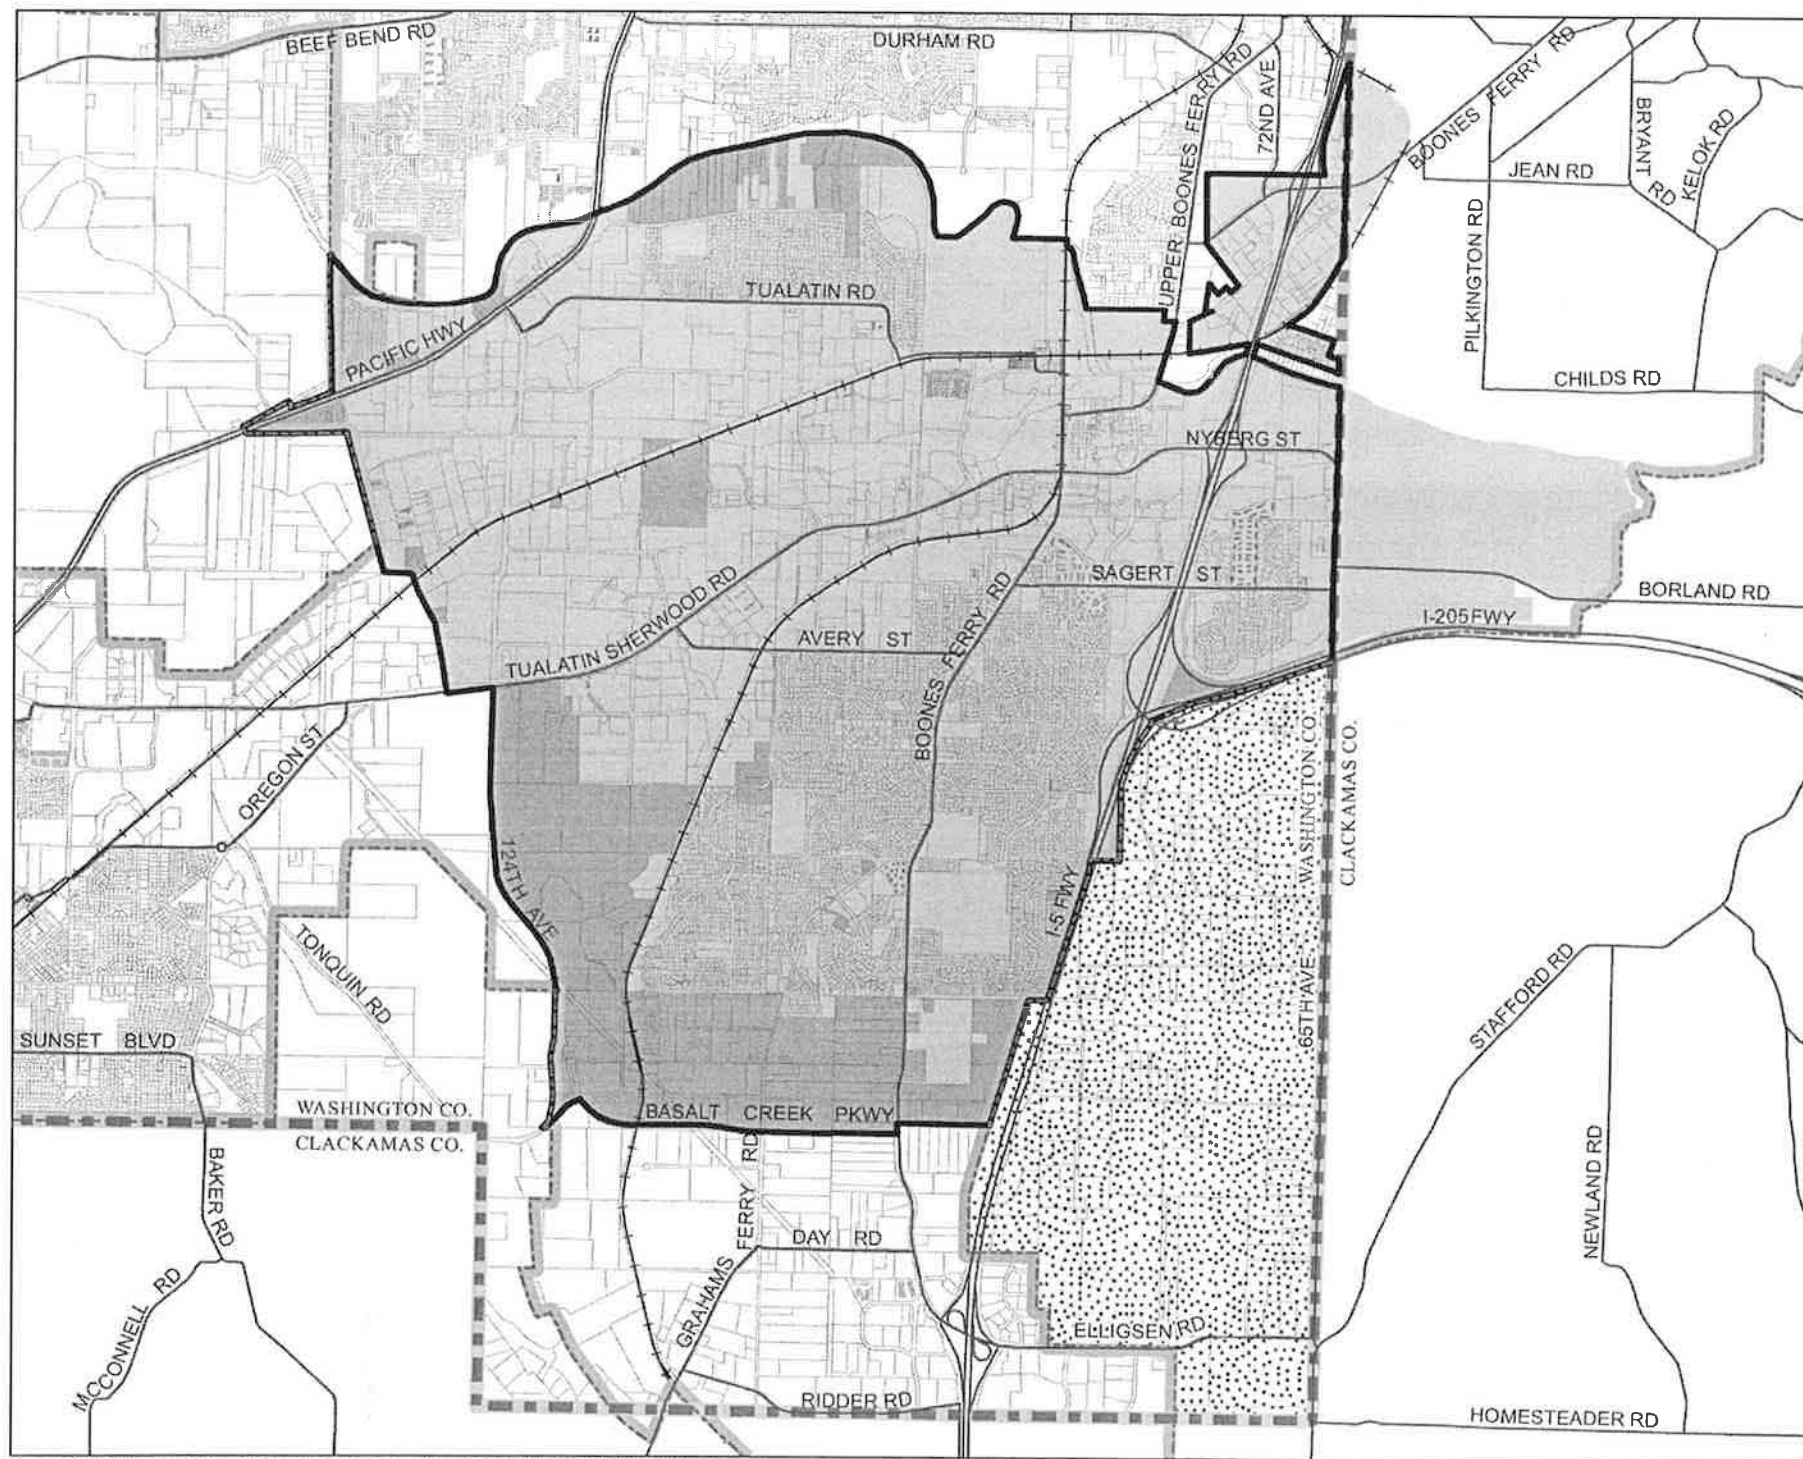 BEEF BEND RD
DURHAM RD
UPPER BOONES FERRY RD
72ND AVE
BOONES FERRY RD
BRYANT RD
KELOK RD
JEAN RD
PILKINGTON RD
TUALATIN RD
PACIFIC HWY
CHILDS RD
NYBERG ST
SAGERT ST
BORLAND RD
I-205 FWY
AVERY ST
TUALATIN SHERWOOD RD
BOONES FERRY RD
OREGON ST
WASHINGTON CO.
CLACKAMAS CO.
124TH AVE
I-5 FWY
TONQUIN RD
STAFFORD RD
65TH AVE
SUNSET BLVD
WASHINGTON CO.
CLACKAMAS CO.
BASALT CREEK PKWY
BAKER RD
GRAHAMS FERRY RD
DAY RD
NEWLAND RD
MCCONNELL RD
ELLIGSEN RD
RIDDER RD
HOMESTEADER RD